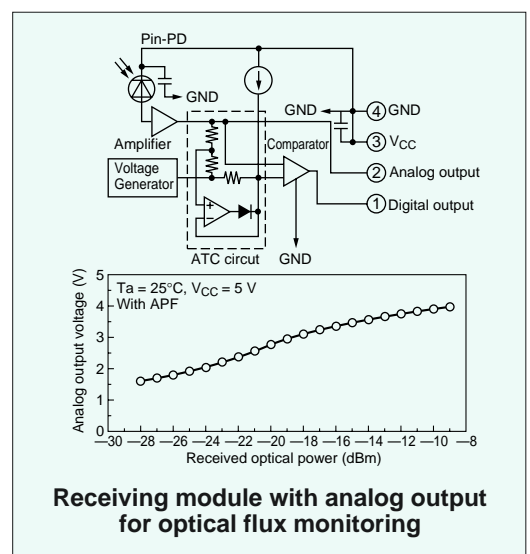 Pin-PD
GND
Amplifier
Voltage
Generator
ATC circut
Comparator
GND
GND
④ GND
③ VCC
② Analog output
① Digital output
Analog output voltage (V)
5
4
3
2
1
0
Ta = 25°C, VCC = 5 V
With APF
—30 —28 —26 —24 —22 —20 —18 —16 —14 —12 —10 —8
Received optical power (dBm)
Receiving module with analog output
for optical flux monitoring